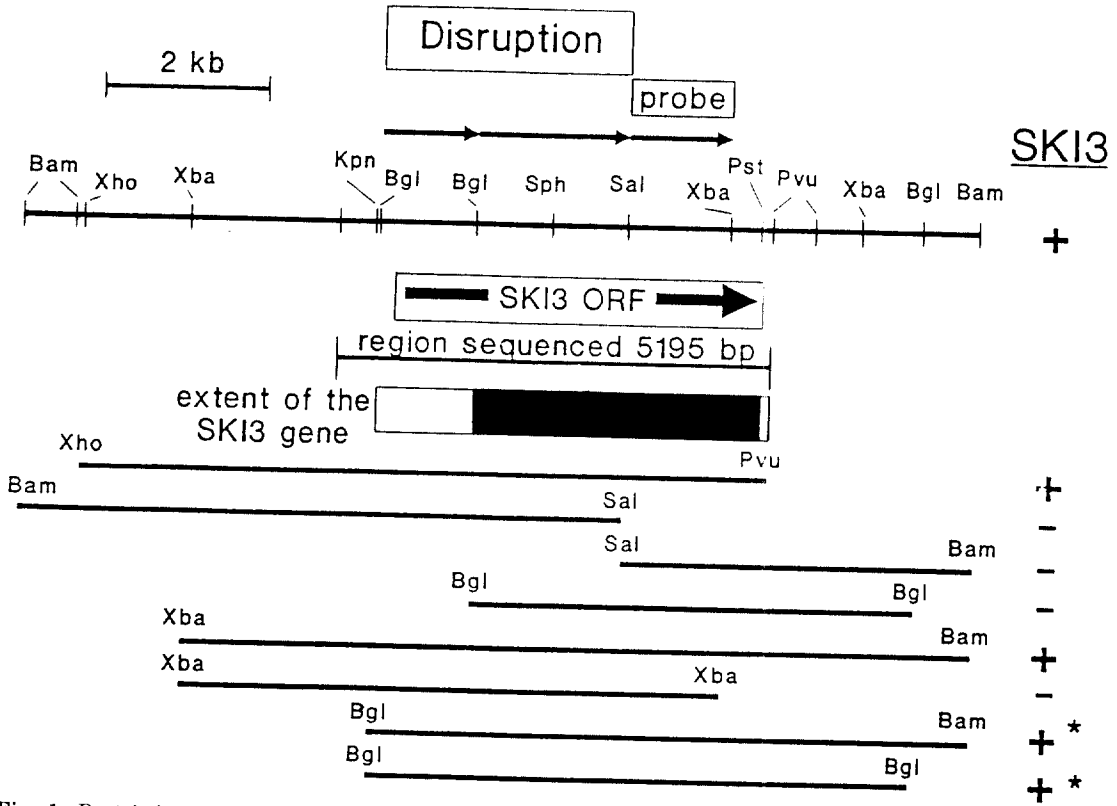 Disruption
2 kb
probe
SKI3
Bam Xho Xba Kpn Bgl Bgl Sph Sal Xba Pst Pvu Xba Bgl Bam
+
SKI3 ORF
region sequenced 5195 bp
extent of the
SKI3 gene
Xho Pvu
+
Bam Sal
−
Sal Bam
−
Bgl Bgl
−
Xba Bam
+
Xba Xba
−
Bgl Bam
+ *
Bgl Bgl
+ *